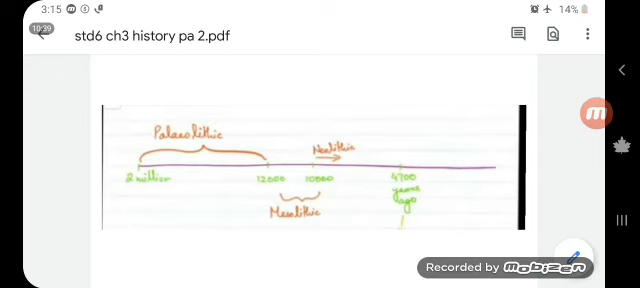 3:15
14%
10:39
std6 ch3 history pa 2.pdf
Palaeolithic
Neolithic
2 million
12000
10000
4700
years
ago
Mesolithic
Recorded by mobizen